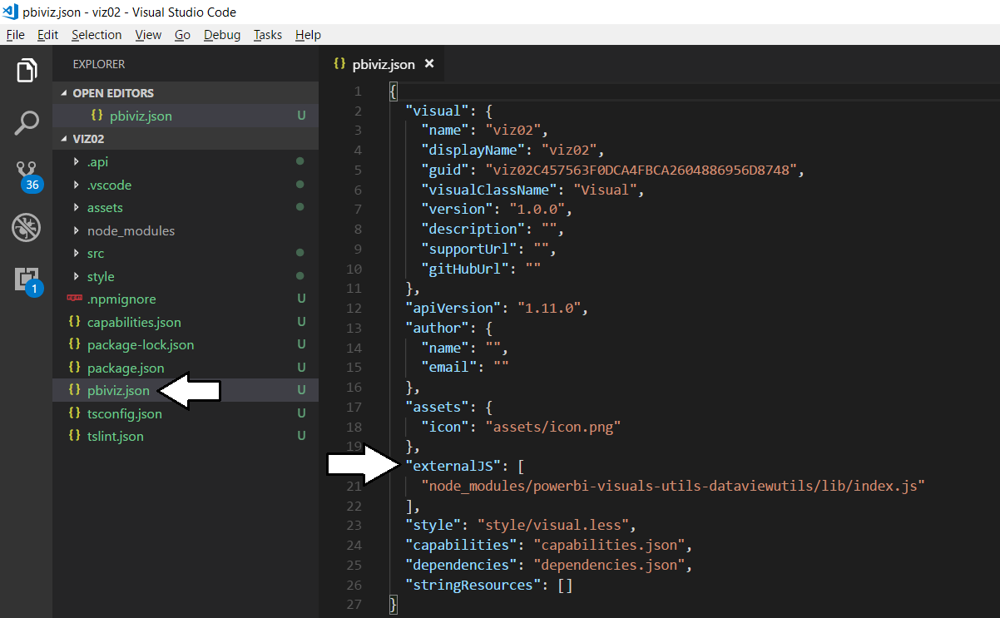 pbiviz.json - viz02 - Visual Studio Code
File Edit Selection View Go Debug Tasks Help
EXPLORER
OPEN EDITORS
{} pbiviz.json U
VIZ02
.api
.vscode
assets
node_modules
src
style
npm .npmignore U
{} capabilities.json U
{} package-lock.json U
{} package.json U
{} pbiviz.json U
{} tsconfig.json U
{} tslint.json U
36
1
{} pbiviz.json ×
1 {
2 "visual": {
3 "name": "viz02",
4 "displayName": "viz02",
5 "guid": "viz02C457563F0DCA4FBCA2604886956D8748",
6 "visualClassName": "Visual",
7 "version": "1.0.0",
8 "description": "",
9 "supportUrl": "",
10 "gitHubUrl": ""
11 },
12 "apiVersion": "1.11.0",
13 "author": {
14 "name": "",
15 "email": ""
16 },
17 "assets": {
18 "icon": "assets/icon.png"
19 },
"externalJS": [
21 "node_modules/powerbi-visuals-utils-dataviewutils/lib/index.js"
22 ],
23 "style": "style/visual.less",
24 "capabilities": "capabilities.json",
25 "dependencies": "dependencies.json",
26 "stringResources": []
27 }